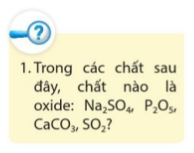 ?
1. Trong các chất sau
đây, chất nào là
oxide: Na₂SO₄, P₂O₅,
CaCO₃, SO₂?